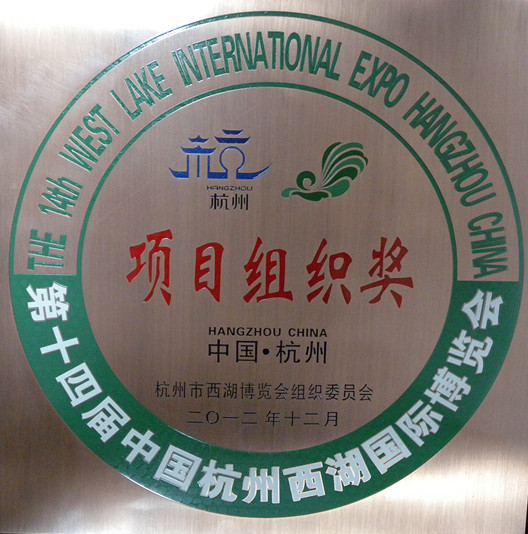 THE 14th WEST LAKE INTERNATIONAL EXPO HANGZHOU CHINA
HANGZHOU
杭州
项目组织奖
HANGZHOU CHINA
中国·杭州
杭州市西湖博览会组织委员会
二〇一二年十二月
第十四届中国杭州西湖国际博览会